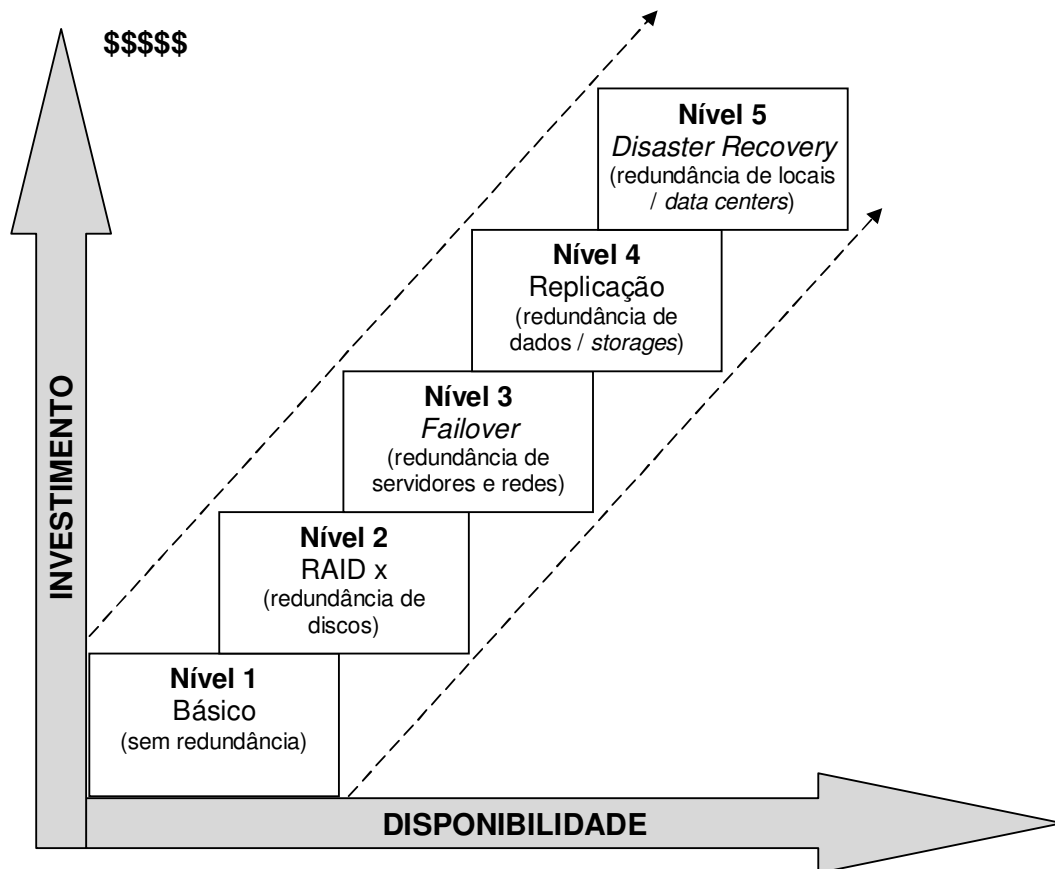 $$$$$
Nível 5
Disaster Recovery
(redundância de locais
/ data centers)
Nível 4
Replicação
(redundância de
dados / storages)
Nível 3
Failover
(redundância de
servidores e redes)
Nível 2
RAID x
(redundância de
discos)
Nível 1
Básico
(sem redundância)
INVESTIMENTO
DISPONIBILIDADE